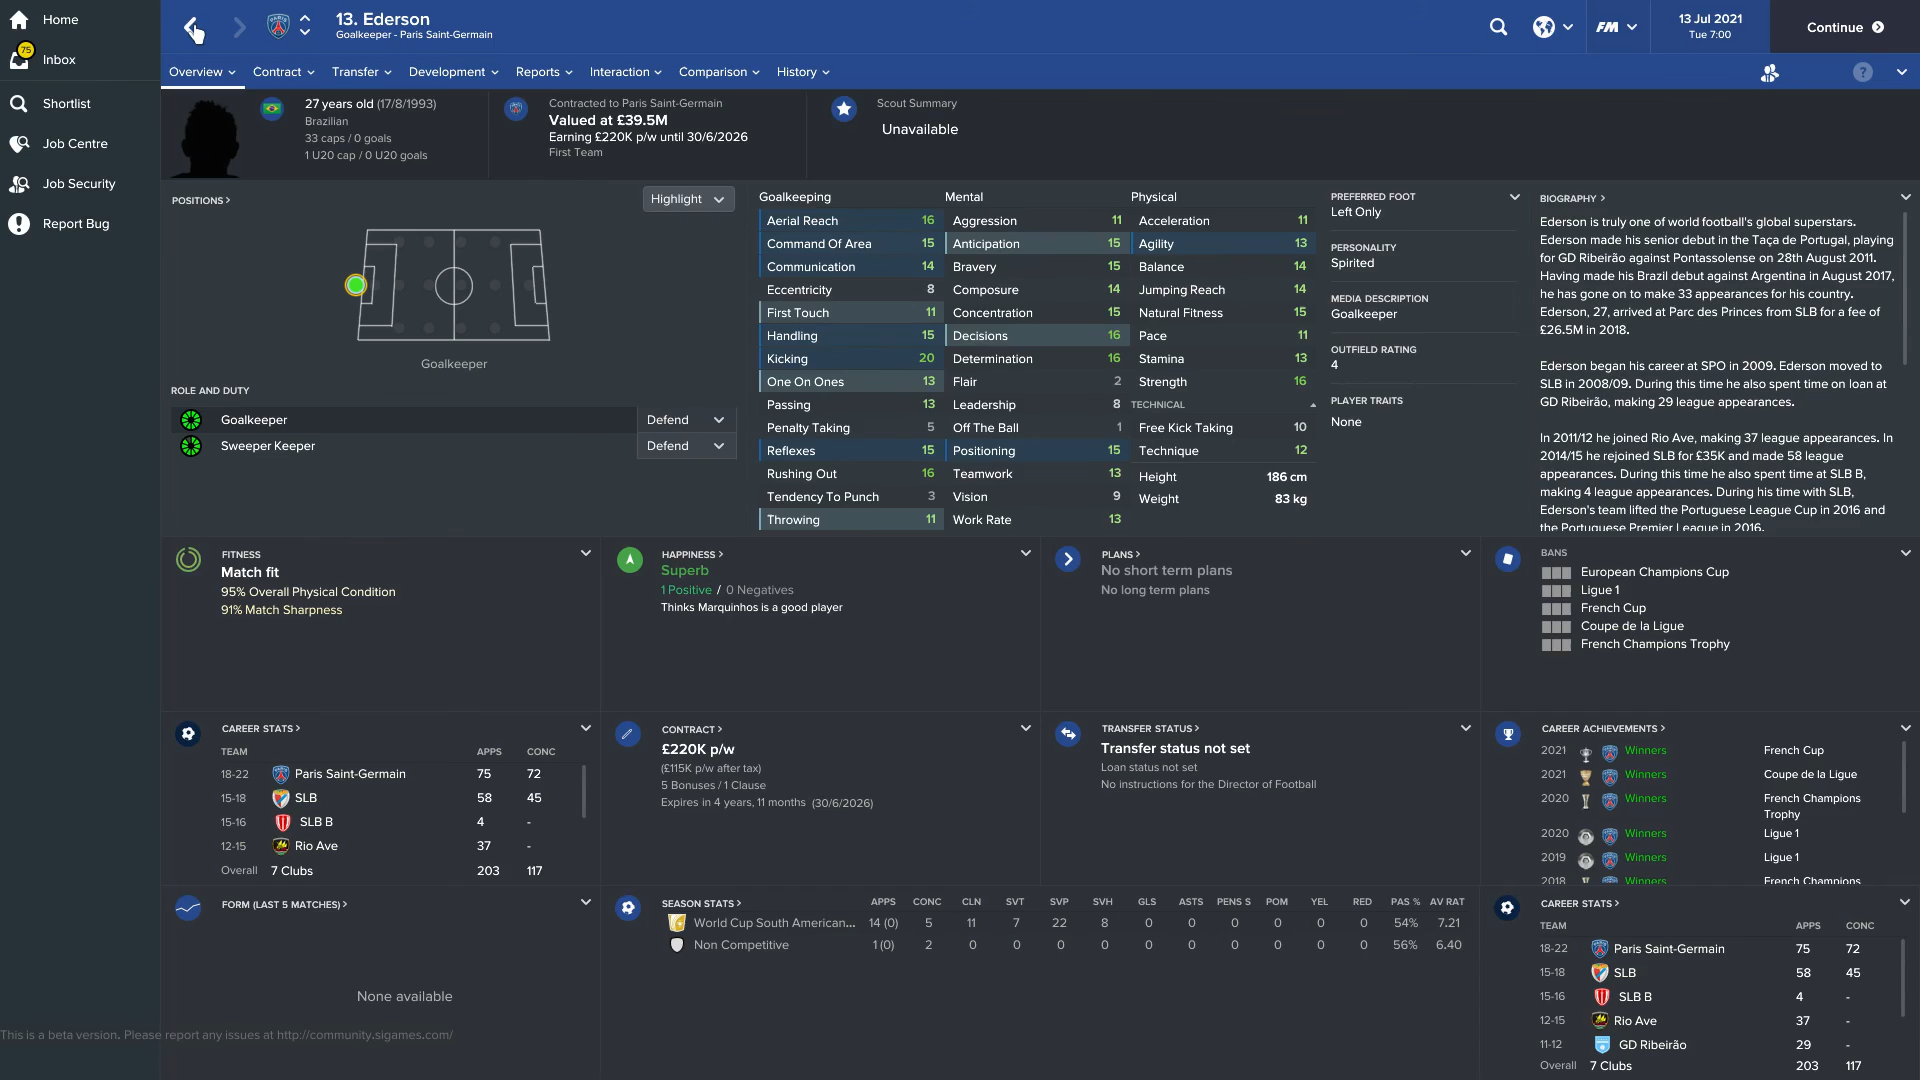 Home
75
Inbox
Shortlist
Job Centre
Job Security
Report Bug
13. Ederson
Goalkeeper - Paris Saint-Germain
FM
13 Jul 2021
Tue 7:00
Continue
Overview
Contract
Transfer
Development
Reports
Interaction
Comparison
History
?
27 years old (17/8/1993)
Brazilian
33 caps / 0 goals
1 U20 cap / 0 U20 goals
Contracted to Paris Saint-Germain
Valued at £39.5M
Earning £220K p/w until 30/6/2026
First Team
Scout Summary
Unavailable
POSITIONS >
Highlight
Goalkeeper
ROLE AND DUTY
Goalkeeper Defend
Sweeper Keeper Defend
Goalkeeping
Aerial Reach 16
Command Of Area 15
Communication 14
Eccentricity 8
First Touch 11
Handling 15
Kicking 20
One On Ones 13
Passing 13
Penalty Taking 5
Reflexes 15
Rushing Out 16
Tendency To Punch 3
Throwing 11
Mental
Aggression 11
Anticipation 15
Bravery 15
Composure 14
Concentration 15
Decisions 16
Determination 16
Flair 2
Leadership 8
Off The Ball 1
Positioning 15
Teamwork 13
Vision 9
Work Rate 13
Physical
Acceleration 11
Agility 13
Balance 14
Jumping Reach 14
Natural Fitness 15
Pace 11
Stamina 13
Strength 16
TECHNICAL
Free Kick Taking 10
Technique 12
Height 186 cm
Weight 83 kg
PREFERRED FOOT
Left Only
PERSONALITY
Spirited
MEDIA DESCRIPTION
Goalkeeper
OUTFIELD RATING
4
PLAYER TRAITS
None
BIOGRAPHY >
Ederson is truly one of world football's global superstars.
Ederson made his senior debut in the Taça de Portugal, playing
for GD Ribeirão against Pontassolense on 28th August 2011.
Having made his Brazil debut against Argentina in August 2017,
he has gone on to make 33 appearances for his country.
Ederson, 27, arrived at Parc des Princes from SLB for a fee of
£26.5M in 2018.
Ederson began his career at SPO in 2009. Ederson moved to
SLB in 2008/09. During this time he also spent time on loan at
GD Ribeirão, making 29 league appearances.
In 2011/12 he joined Rio Ave, making 37 league appearances. In
2014/15 he rejoined SLB for £35K and made 58 league
appearances. During this time he also spent time at SLB B,
making 4 league appearances. During his time with SLB,
Ederson's team lifted the Portuguese League Cup in 2016 and
the Portuguese Premier League in 2016.
FITNESS
Match fit
95% Overall Physical Condition
91% Match Sharpness
HAPPINESS >
Superb
1 Positive / 0 Negatives
Thinks Marquinhos is a good player
PLANS >
No short term plans
No long term plans
BANS
European Champions Cup
Ligue 1
French Cup
Coupe de la Ligue
French Champions Trophy
CAREER STATS >
TEAM APPS CONC
18-22 Paris Saint-Germain 75 72
15-18 SLB 58 45
15-16 SLB B 4 -
12-15 Rio Ave 37 -
Overall 7 Clubs 203 117
CONTRACT >
£220K p/w
(£115K p/w after tax)
5 Bonuses / 1 Clause
Expires in 4 years, 11 months (30/6/2026)
TRANSFER STATUS >
Transfer status not set
Loan status not set
No instructions for the Director of Football
CAREER ACHIEVEMENTS >
2021 Winners French Cup
2021 Winners Coupe de la Ligue
2020 Winners French Champions
Trophy
2020 Winners Ligue 1
2019 Winners Ligue 1
2018 Winners French Champions
FORM (LAST 5 MATCHES) >
None available
SEASON STATS > APPS CONC CLN SVT SVP SVH GLS ASTS PENS S POM YEL RED PAS % AV RAT
World Cup South American... 14 (0) 5 11 7 22 8 0 0 0 0 0 0 54% 7.21
Non Competitive 1 (0) 2 0 0 0 0 0 0 0 0 0 0 56% 6.40
CAREER STATS >
TEAM APPS CONC
18-22 Paris Saint-Germain 75 72
15-18 SLB 58 45
15-16 SLB B 4 -
12-15 Rio Ave 37 -
11-12 GD Ribeirão 29 -
Overall 7 Clubs 203 117
This is a beta version. Please report any issues at http://community.sigames.com/